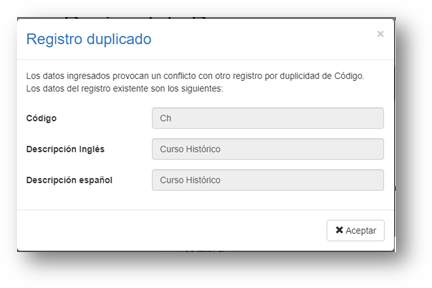 Registro duplicado ×
Los datos ingresados provocan un conflicto con otro registro por duplicidad de Código.
Los datos del registro existente son los siguientes:
Código Ch
Descripción Inglés Curso Histórico
Descripción español Curso Histórico
✖ Aceptar